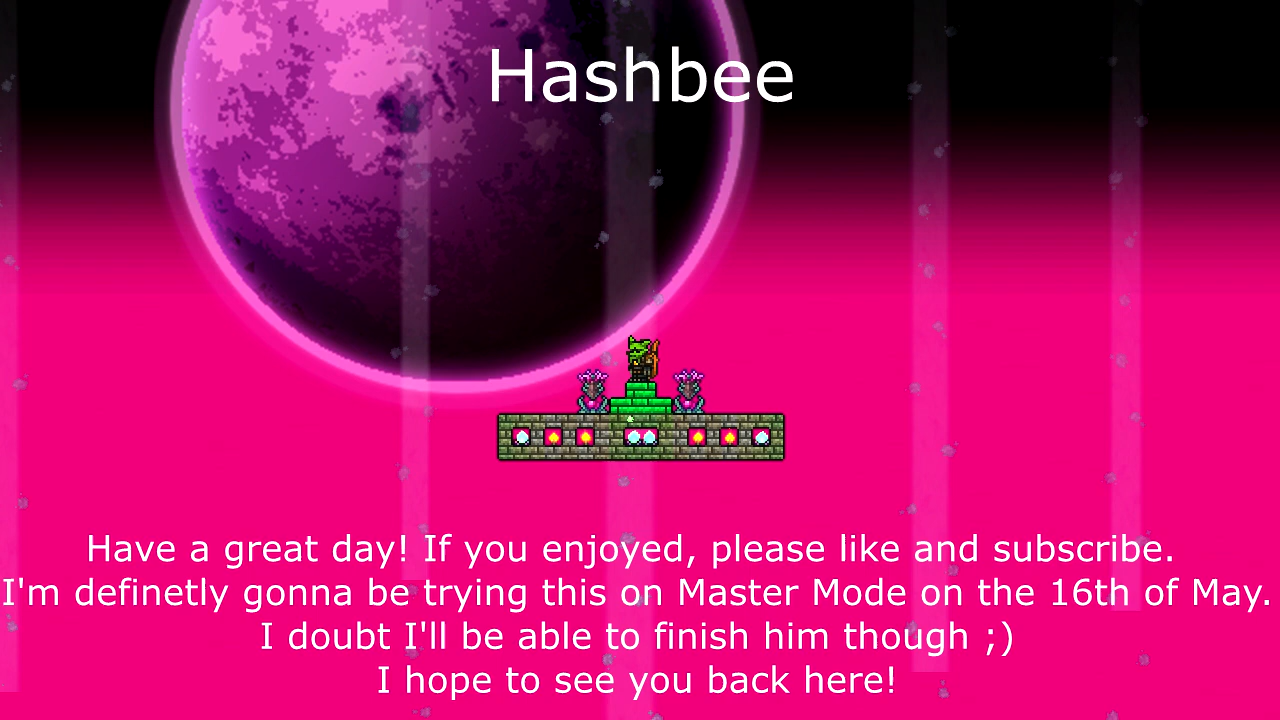 Hashbee
Have a great day! If you enjoyed, please like and subscribe.
I'm definetly gonna be trying this on Master Mode on the 16th of May.
I doubt I'll be able to finish him though ;)
I hope to see you back here!